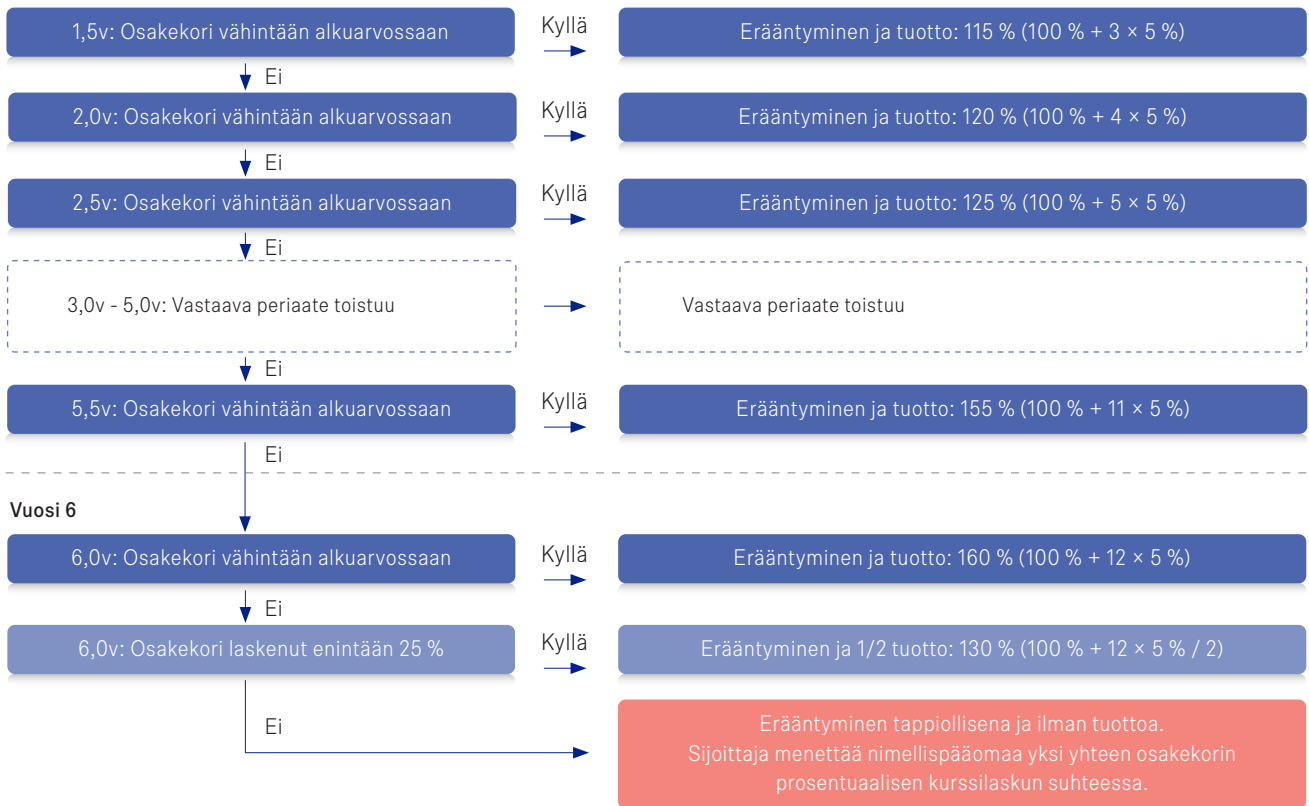 1,5v: Osakekori vähintään alkuarvossaan
Kyllä
Erääntyminen ja tuotto: 115 % (100 % + 3 × 5 %)
Ei
2,0v: Osakekori vähintään alkuarvossaan
Kyllä
Erääntyminen ja tuotto: 120 % (100 % + 4 × 5 %)
Ei
2,5v: Osakekori vähintään alkuarvossaan
Kyllä
Erääntyminen ja tuotto: 125 % (100 % + 5 × 5 %)
Ei
3,0v - 5,0v: Vastaava periaate toistuu
Vastaava periaate toistuu
Ei
5,5v: Osakekori vähintään alkuarvossaan
Kyllä
Erääntyminen ja tuotto: 155 % (100 % + 11 × 5 %)
Ei
Vuosi 6
6,0v: Osakekori vähintään alkuarvossaan
Kyllä
Erääntyminen ja tuotto: 160 % (100 % + 12 × 5 %)
Ei
6,0v: Osakekori laskenut enintään 25 %
Kyllä
Erääntyminen ja 1/2 tuotto: 130 % (100 % + 12 × 5 % / 2)
Ei
Erääntyminen tappiollisena ja ilman tuottoa.
Sijoittaja menettää nimellispääomaa yksi yhteen osakekorin
prosentuaalisen kurssilaskun suhteessa.